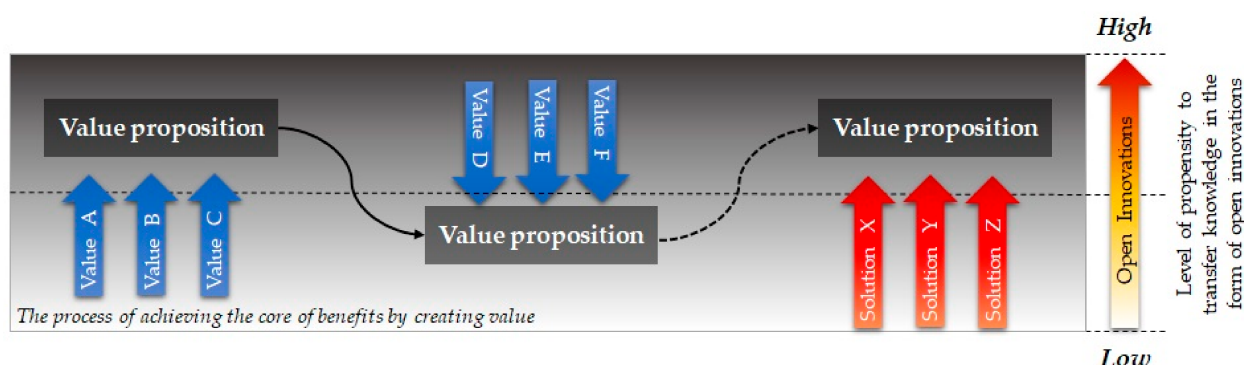 High
Value proposition
Value D
Value E
Value F
Value proposition
Value A
Value B
Value C
Value proposition
Solution X
Solution Y
Solution Z
The process of achieving the core of benefits by creating value
Open Innovations
Level of propensity to
transfer knowledge in the
form of open innovations
Low